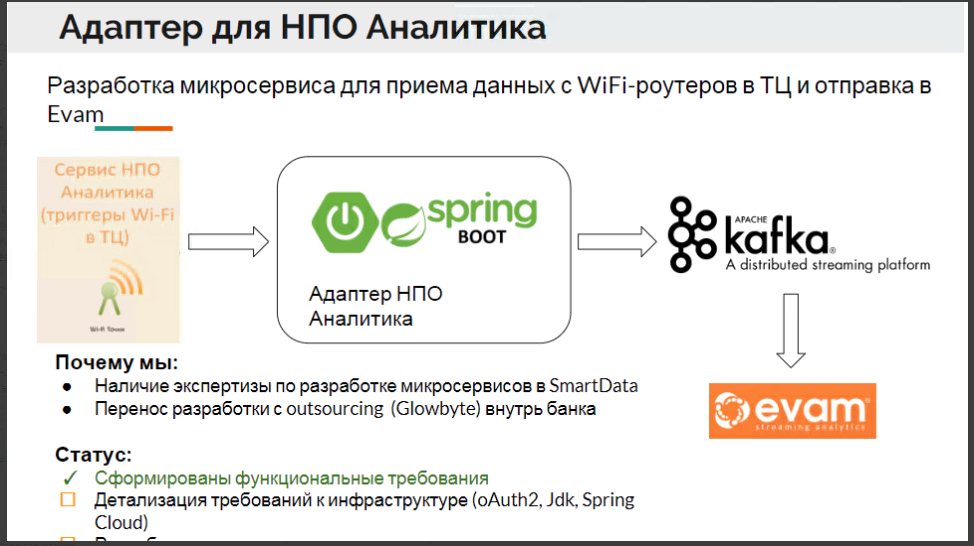 Адаптер для НПО Аналитика
Разработка микросервиса для приема данных с WiFi-роутеров в ТЦ и отправка в
Evam
Сервис НПО
Аналитика
(триггеры Wi-Fi
в ТЦ)
Wi-Fi Точки
spring
BOOT
Адаптер НПО
Аналитика
APACHE
kafka®
A distributed streaming platform
evam®
streaming analytics
Почему мы:
● Наличие экспертизы по разработке микросервисов в SmartData
● Перенос разработки с outsourcing (Glowbyte) внутрь банка
Статус:
✓ Сформированы функциональные требования
□ Детализация требований к инфраструктуре (oAuth2, Jdk, Spring
Cloud)